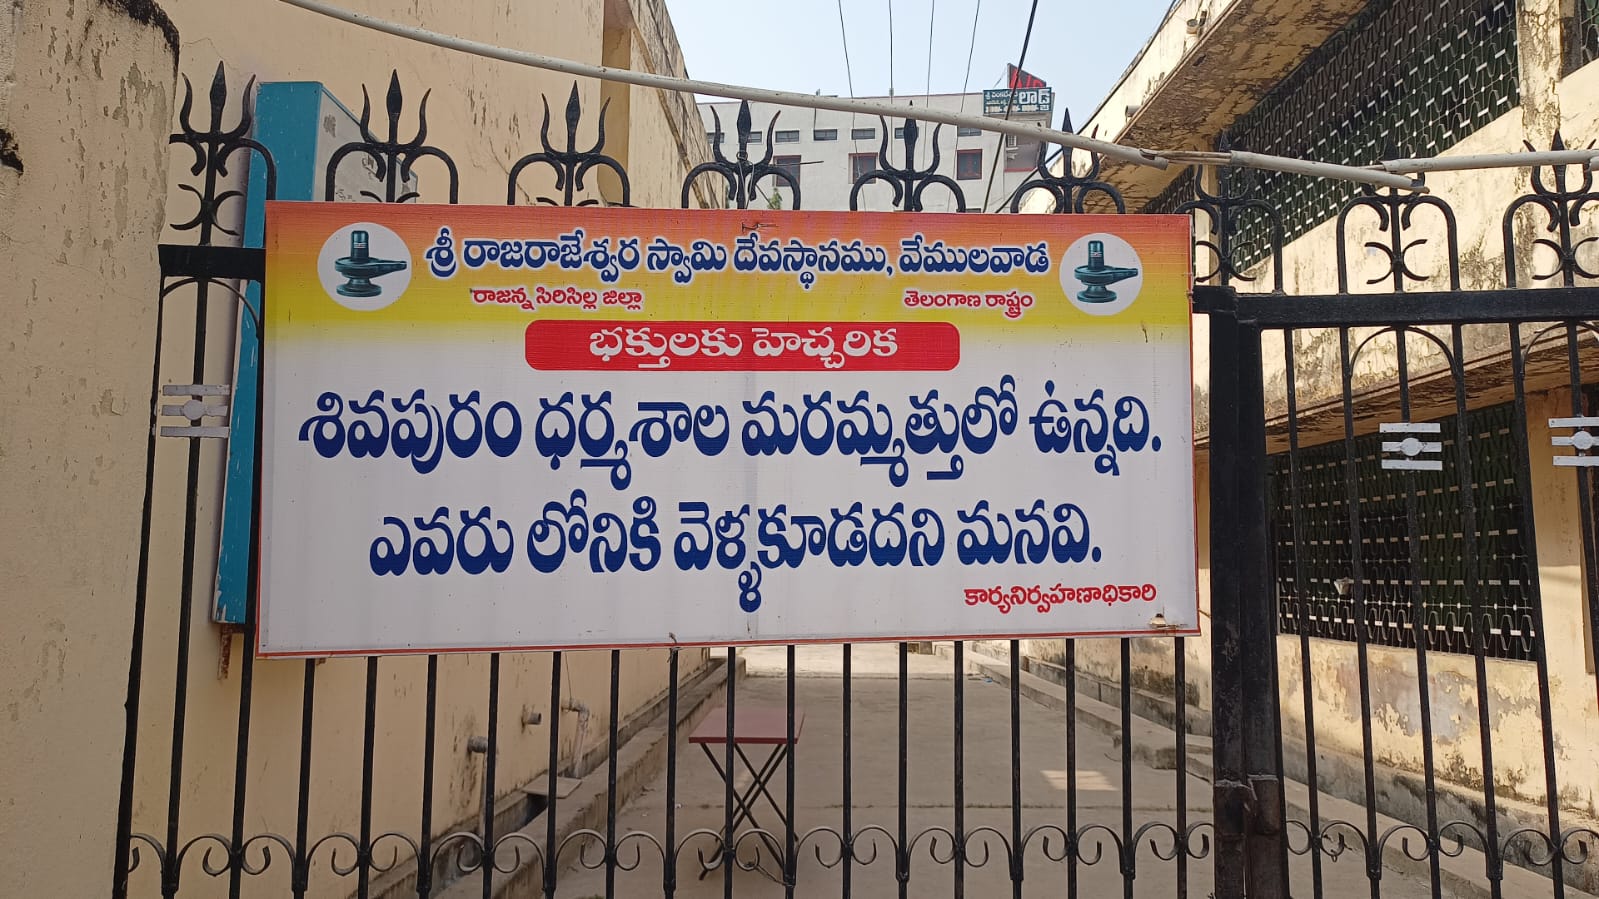 శ్రీ రాజరాజేశ్వర స్వామి దేవస్థానము, వేములవాడ
రాజన్న సిరిసిల్ల జిల్లా తెలంగాణ రాష్ట్రం
భక్తులకు హెచ్చరిక
శివపురం ధర్మశాల మరమ్మత్తులో ఉన్నది.
ఎవరు లోనికి వెళ్ళకూడదని మనవి.
కార్యనిర్వహణాధికారి